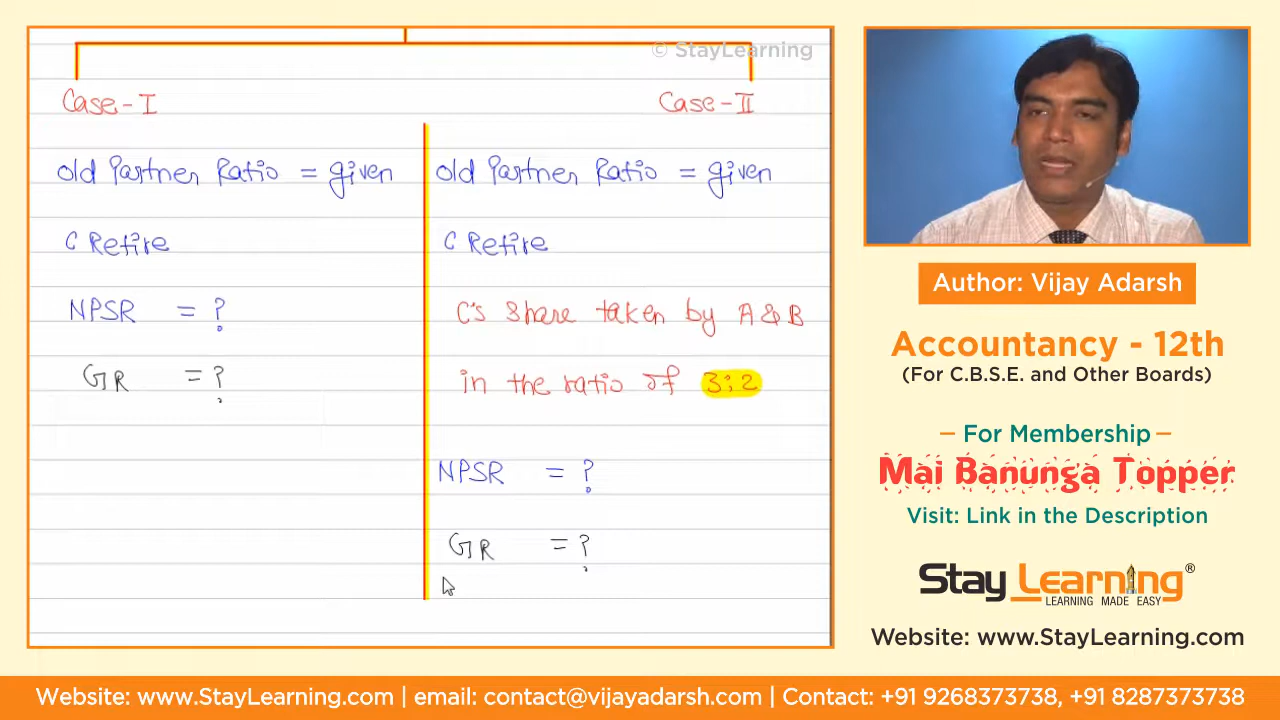 © StayLearning
Case-I
Old Partner Ratio = given
C Retire
NPSR = ?
GR = ?
Case-II
Old Partner Ratio = given
C Retire
C's share taken by A & B
in the ratio of 3:2
NPSR = ?
GR = ?
Author: Vijay Adarsh
Accountancy - 12th
(For C.B.S.E. and Other Boards)
– For Membership –
Mai Banunga Topper
Visit: Link in the Description
Stay Learning®
LEARNING MADE EASY
Website: www.StayLearning.com
Website: www.StayLearning.com | email: contact@vijayadarsh.com | Contact: +91 9268373738, +91 8287373738